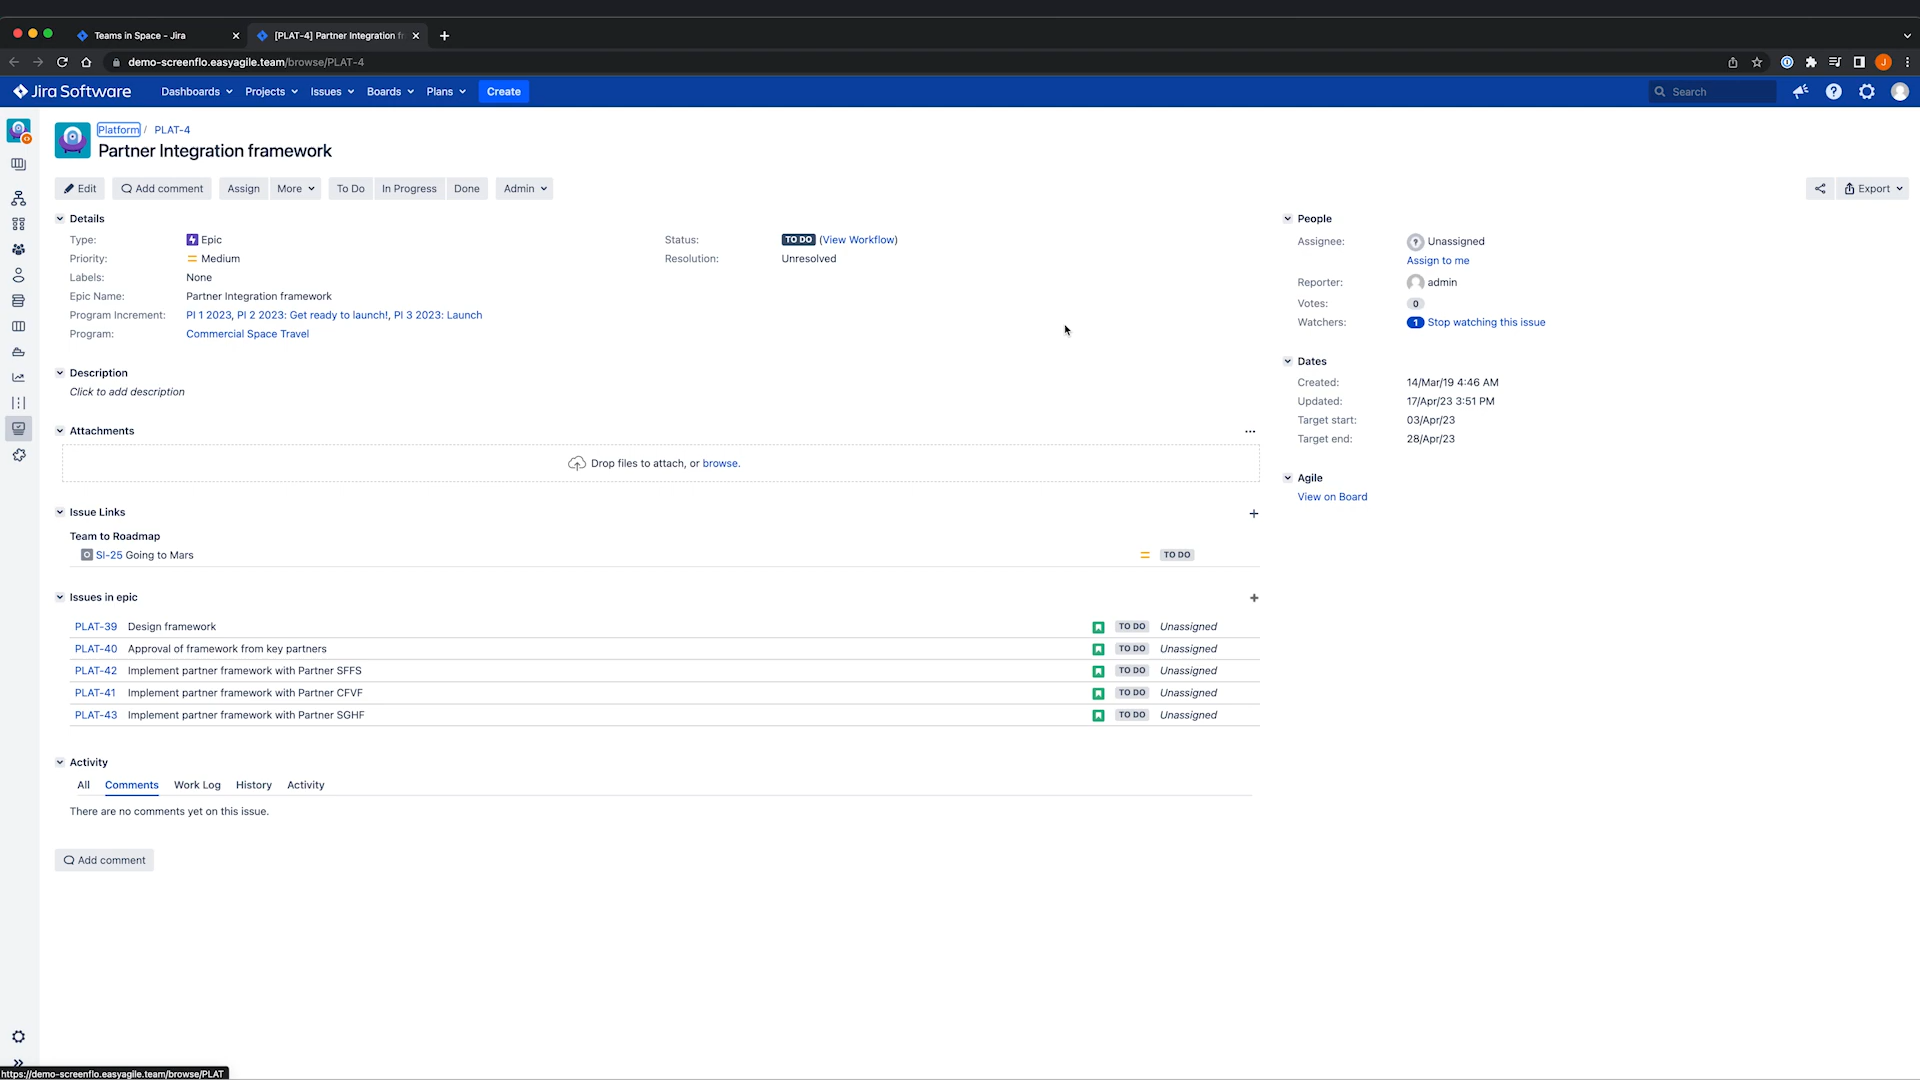 Teams in Space - Jira
[PLAT-4] Partner Integration fr
demo-screenflo.easyagile.team/browse/PLAT-4
J
Jira Software
Dashboards
Projects
Issues
Boards
Plans
Create
Search
Platform / PLAT-4
Partner Integration framework
Edit
Add comment
Assign
More
To Do
In Progress
Done
Admin
Export
Details
Type: Epic
Status: TO DO (View Workflow)
Priority: Medium
Resolution: Unresolved
Labels: None
Epic Name: Partner Integration framework
Program Increment: PI 1 2023, PI 2 2023: Get ready to launch!, PI 3 2023: Launch
Program: Commercial Space Travel
Description
Click to add description
Attachments
Drop files to attach, or browse.
Issue Links
Team to Roadmap
SI-25 Going to Mars TO DO
Issues in epic
PLAT-39 Design framework TO DO Unassigned
PLAT-40 Approval of framework from key partners TO DO Unassigned
PLAT-42 Implement partner framework with Partner SFFS TO DO Unassigned
PLAT-41 Implement partner framework with Partner CFVF TO DO Unassigned
PLAT-43 Implement partner framework with Partner SGHF TO DO Unassigned
Activity
All Comments Work Log History Activity
There are no comments yet on this issue.
Add comment
People
Assignee: Unassigned
Assign to me
Reporter: admin
Votes: 0
Watchers: 1 Stop watching this issue
Dates
Created: 14/Mar/19 4:46 AM
Updated: 17/Apr/23 3:51 PM
Target start: 03/Apr/23
Target end: 28/Apr/23
Agile
View on Board
https://demo-screenflo.easyagile.team/browse/PLAT